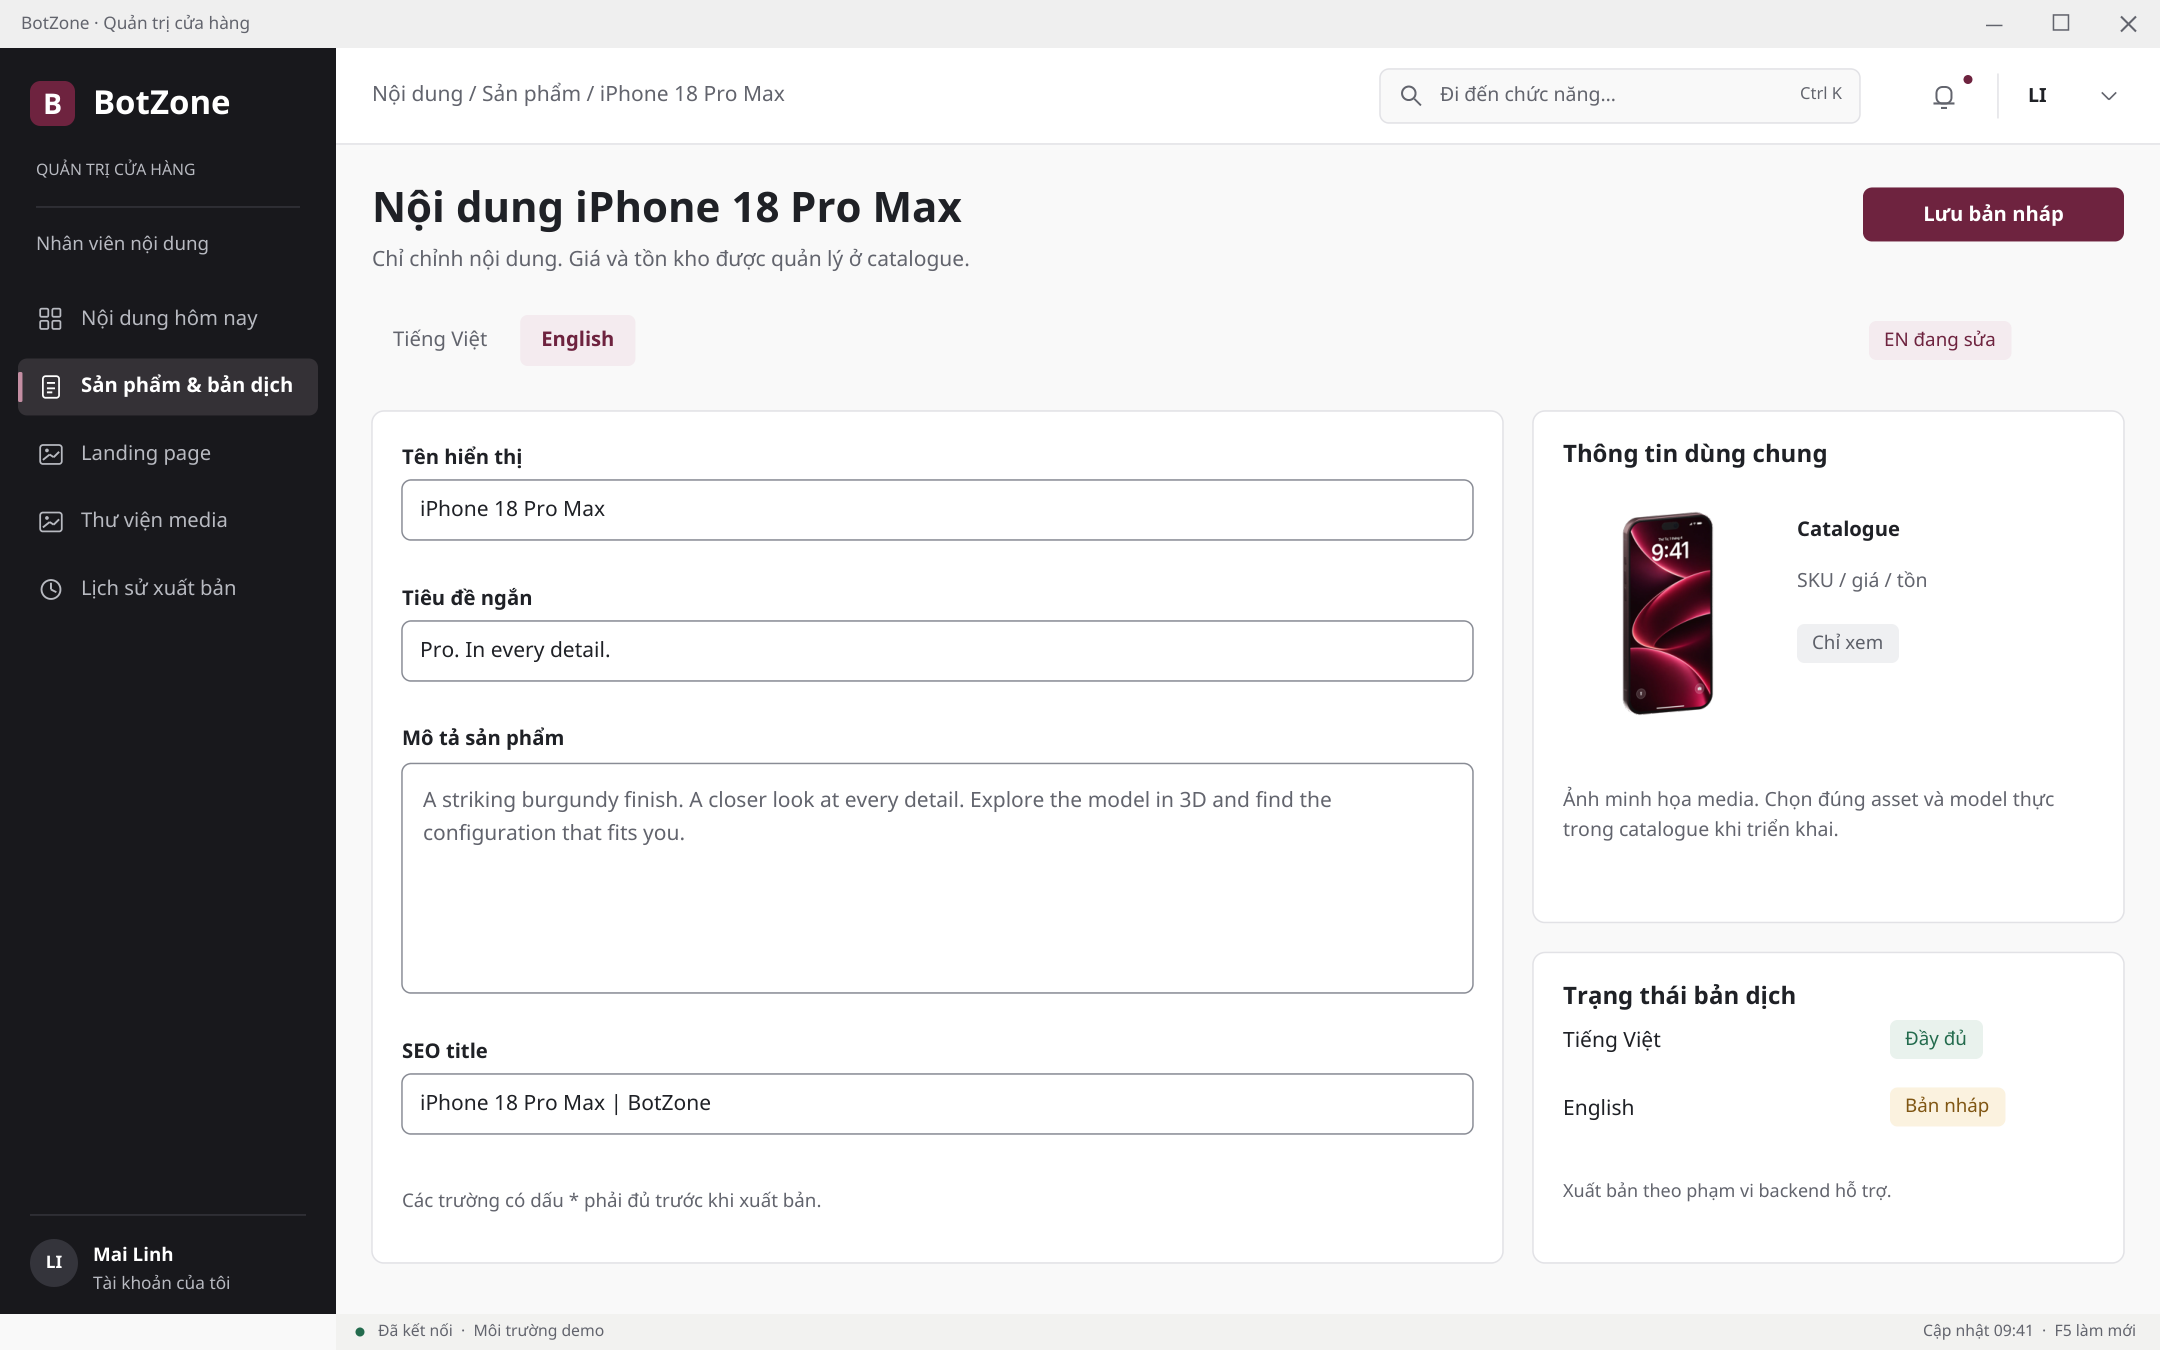 BotZone · Quản trị cửa hàng
B BotZone
QUẢN TRỊ CỬA HÀNG
Nhân viên nội dung
Nội dung hôm nay
Sản phẩm & bản dịch
Landing page
Thư viện media
Lịch sử xuất bản
LI
Mai Linh
Tài khoản của tôi
Nội dung / Sản phẩm / iPhone 18 Pro Max
Đi đến chức năng... Ctrl K
LI
Nội dung iPhone 18 Pro Max
Chỉ chỉnh nội dung. Giá và tồn kho được quản lý ở catalogue.
Lưu bản nháp
Tiếng Việt English
EN đang sửa
Tên hiển thị
iPhone 18 Pro Max
Tiêu đề ngắn
Pro. In every detail.
Mô tả sản phẩm
A striking burgundy finish. A closer look at every detail. Explore the model in 3D and find the
configuration that fits you.
SEO title
iPhone 18 Pro Max | BotZone
Các trường có dấu * phải đủ trước khi xuất bản.
Thông tin dùng chung
9:41
Catalogue
SKU / giá / tồn
Chỉ xem
Ảnh minh họa media. Chọn đúng asset và model thực
trong catalogue khi triển khai.
Trạng thái bản dịch
Tiếng Việt Đầy đủ
English Bản nháp
Xuất bản theo phạm vi backend hỗ trợ.
Đã kết nối · Môi trường demo
Cập nhật 09:41 · F5 làm mới